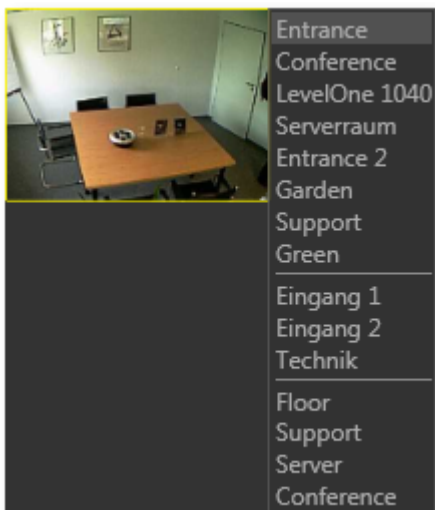 Entrance
Conference
LevelOne 1040
Serverraum
Entrance 2
Garden
Support
Green
Eingang 1
Eingang 2
Technik
Floor
Support
Server
Conference